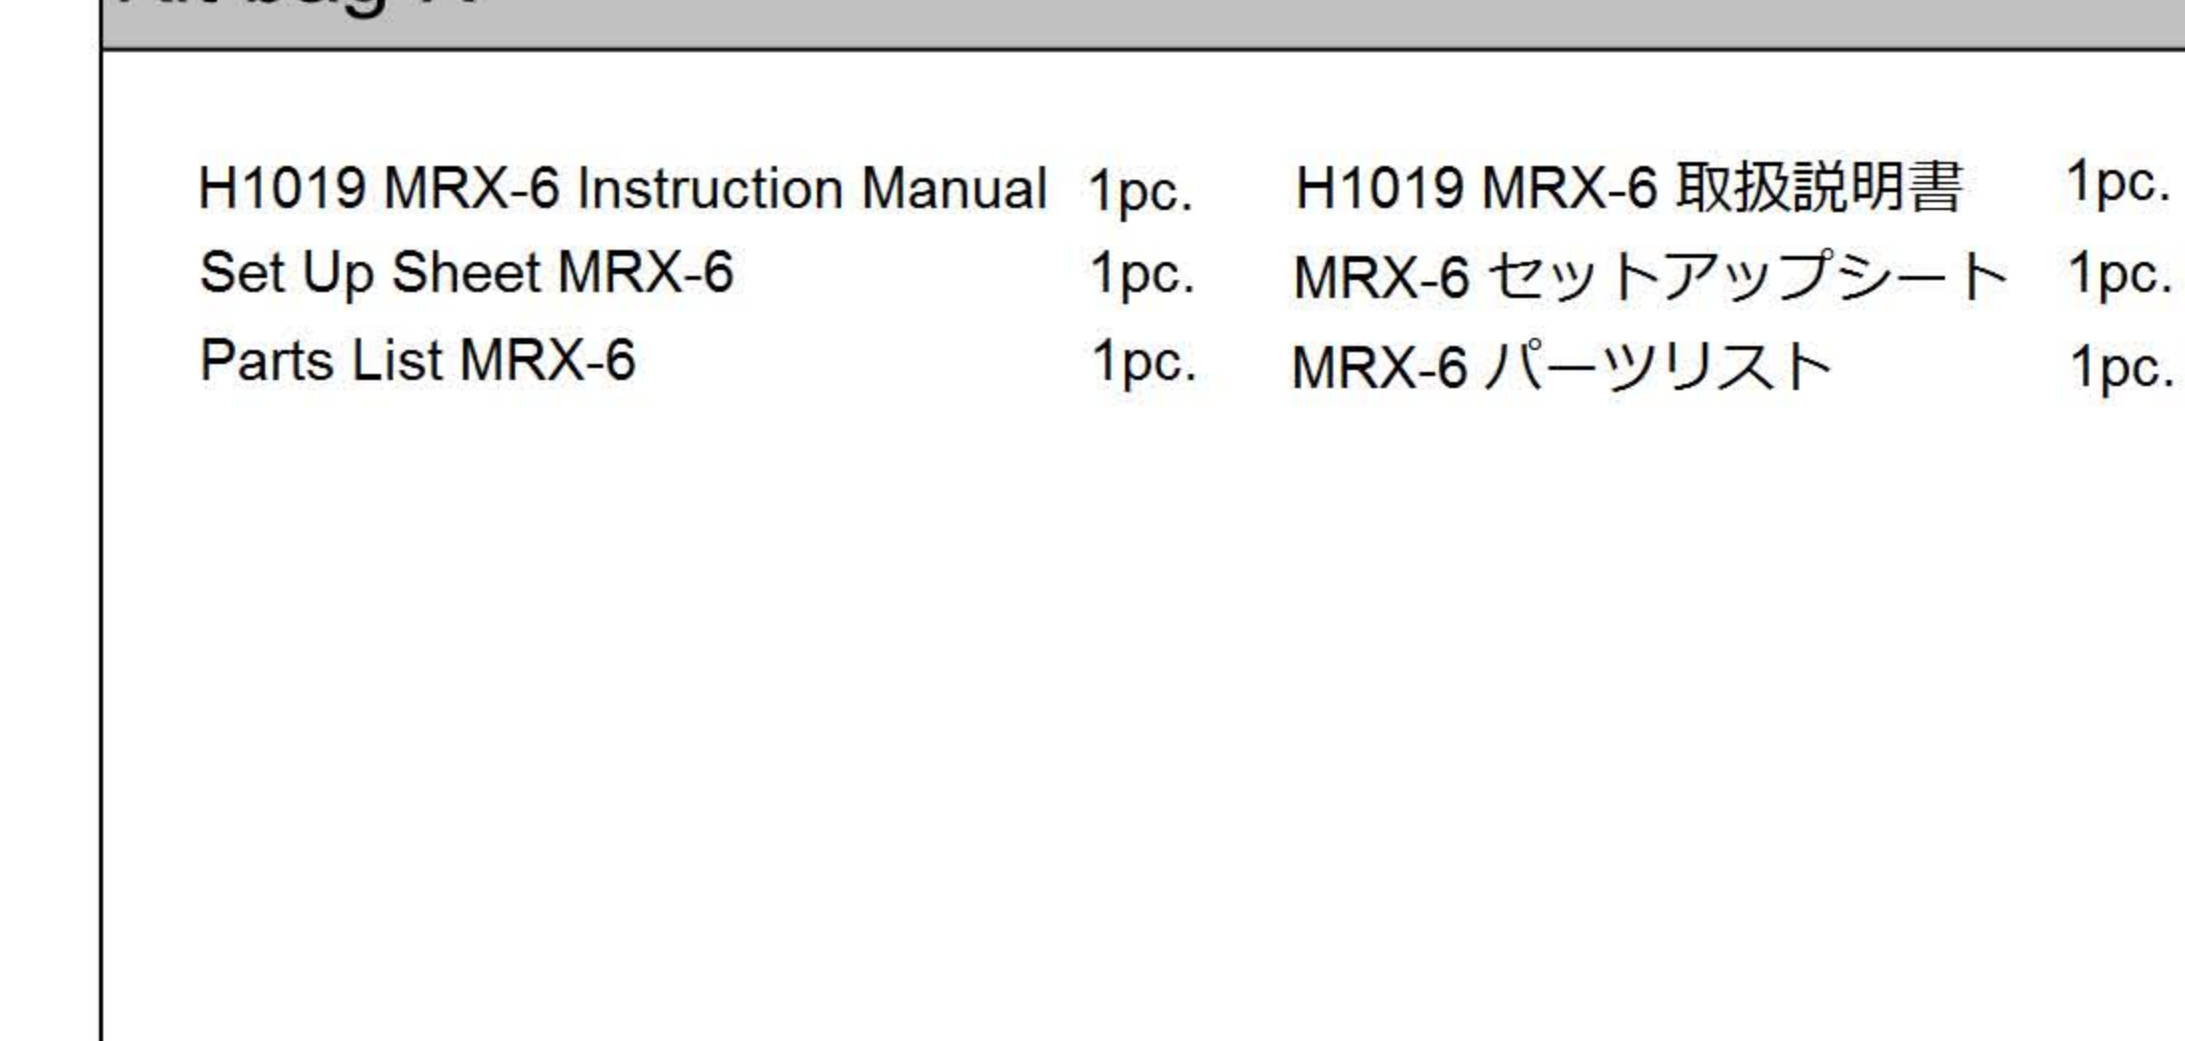 bag
H1019 MRX-6 Instruction Manual 1pc. H1019 MRX-6 取扱説明書 1pc.
Set Up Sheet MRX-6 1pc. MRX-6 セットアップシート 1pc.
Parts List MRX-6 1pc. MRX-6 パーツリスト 1pc.